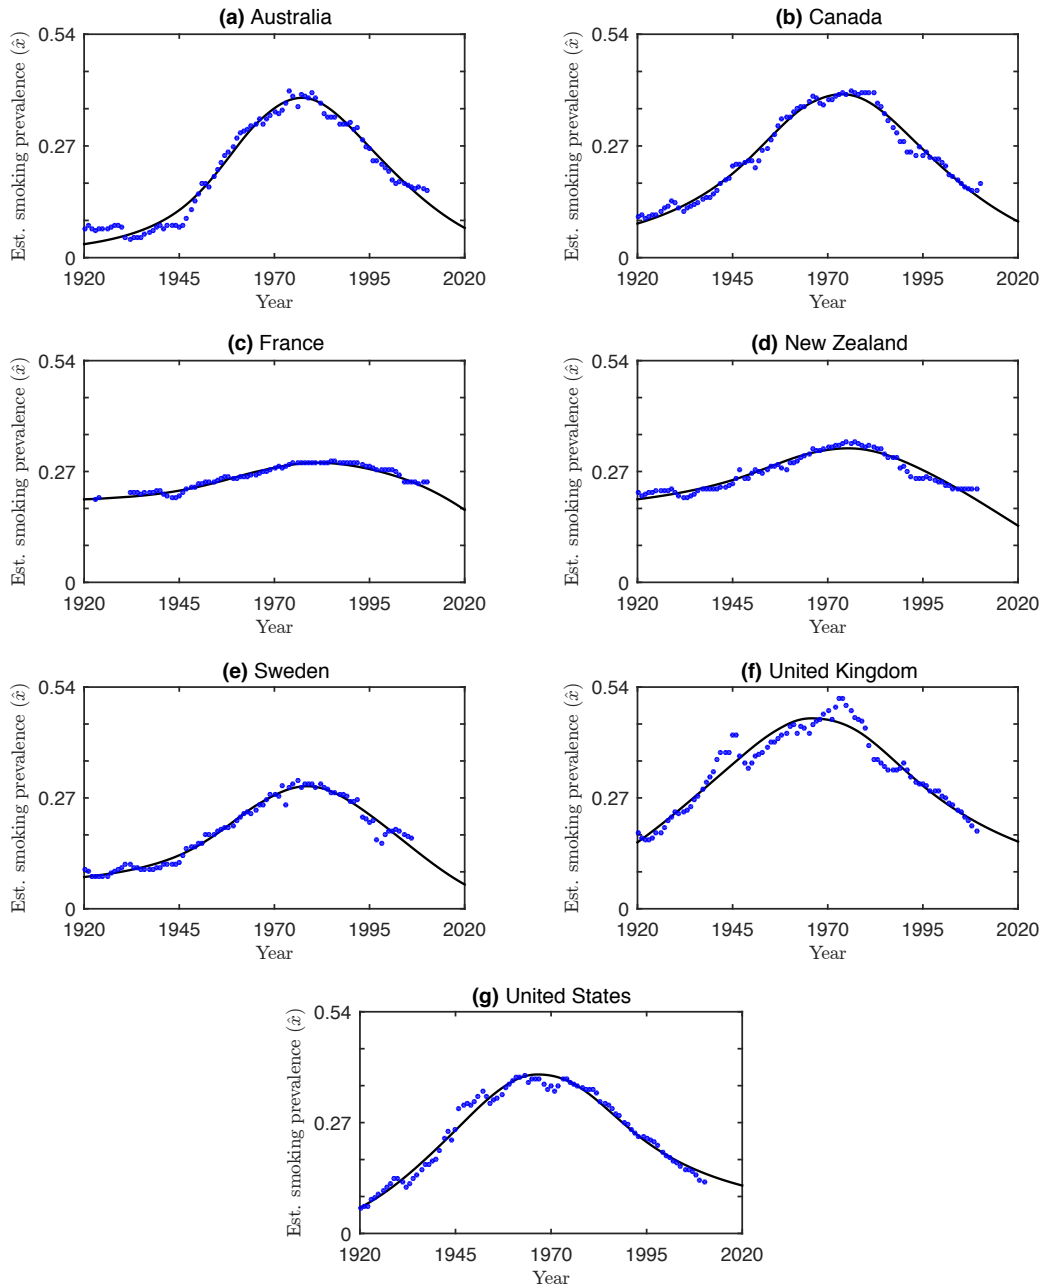 (a) Australia
Est. smoking prevalence (x̂)
0.54
0.27
0
1920 1945 1970 1995 2020
Year
(b) Canada
Est. smoking prevalence (x̂)
0.54
0.27
0
1920 1945 1970 1995 2020
Year
(c) France
Est. smoking prevalence (x̂)
0.54
0.27
0
1920 1945 1970 1995 2020
Year
(d) New Zealand
Est. smoking prevalence (x̂)
0.54
0.27
0
1920 1945 1970 1995 2020
Year
(e) Sweden
Est. smoking prevalence (x̂)
0.54
0.27
0
1920 1945 1970 1995 2020
Year
(f) United Kingdom
Est. smoking prevalence (x̂)
0.54
0.27
0
1920 1945 1970 1995 2020
Year
(g) United States
Est. smoking prevalence (x̂)
0.54
0.27
0
1920 1945 1970 1995 2020
Year